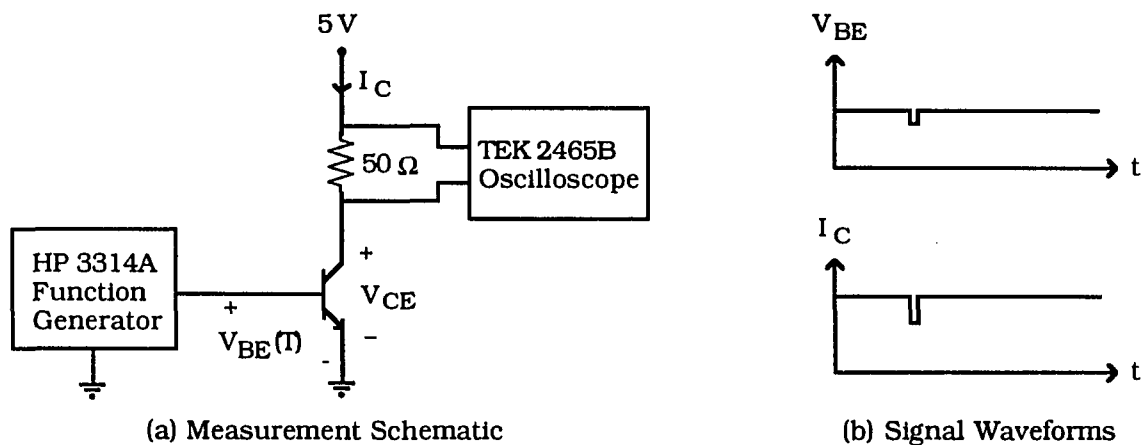 5 V
I C
50 Ω
TEK 2465B
Oscilloscope
HP 3314A
Function
Generator
+
V BE (T)
-
+
V CE
–
(a) Measurement Schematic
V BE
t
I C
t
(b) Signal Waveforms